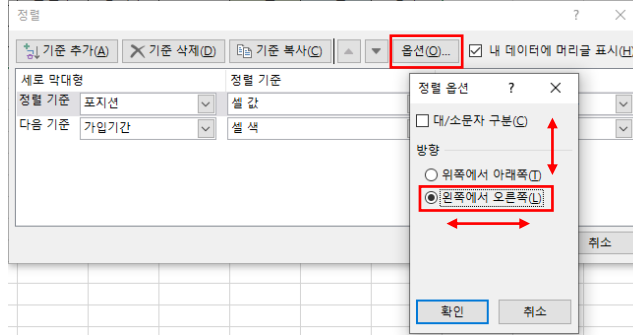 정렬
기준 추가(A) 기준 삭제(D) 기준 복사(C) 옵션(O)... 내 데이터에 머리글 표시(H)
세로 막대형 정렬 기준
정렬 기준 포지션 셀 값
다음 기준 가입기간 셀 색
정렬 옵션 ? ×
대/소문자 구분(C)
방향
위쪽에서 아래쪽(T)
왼쪽에서 오른쪽(L)
취소
확인 취소